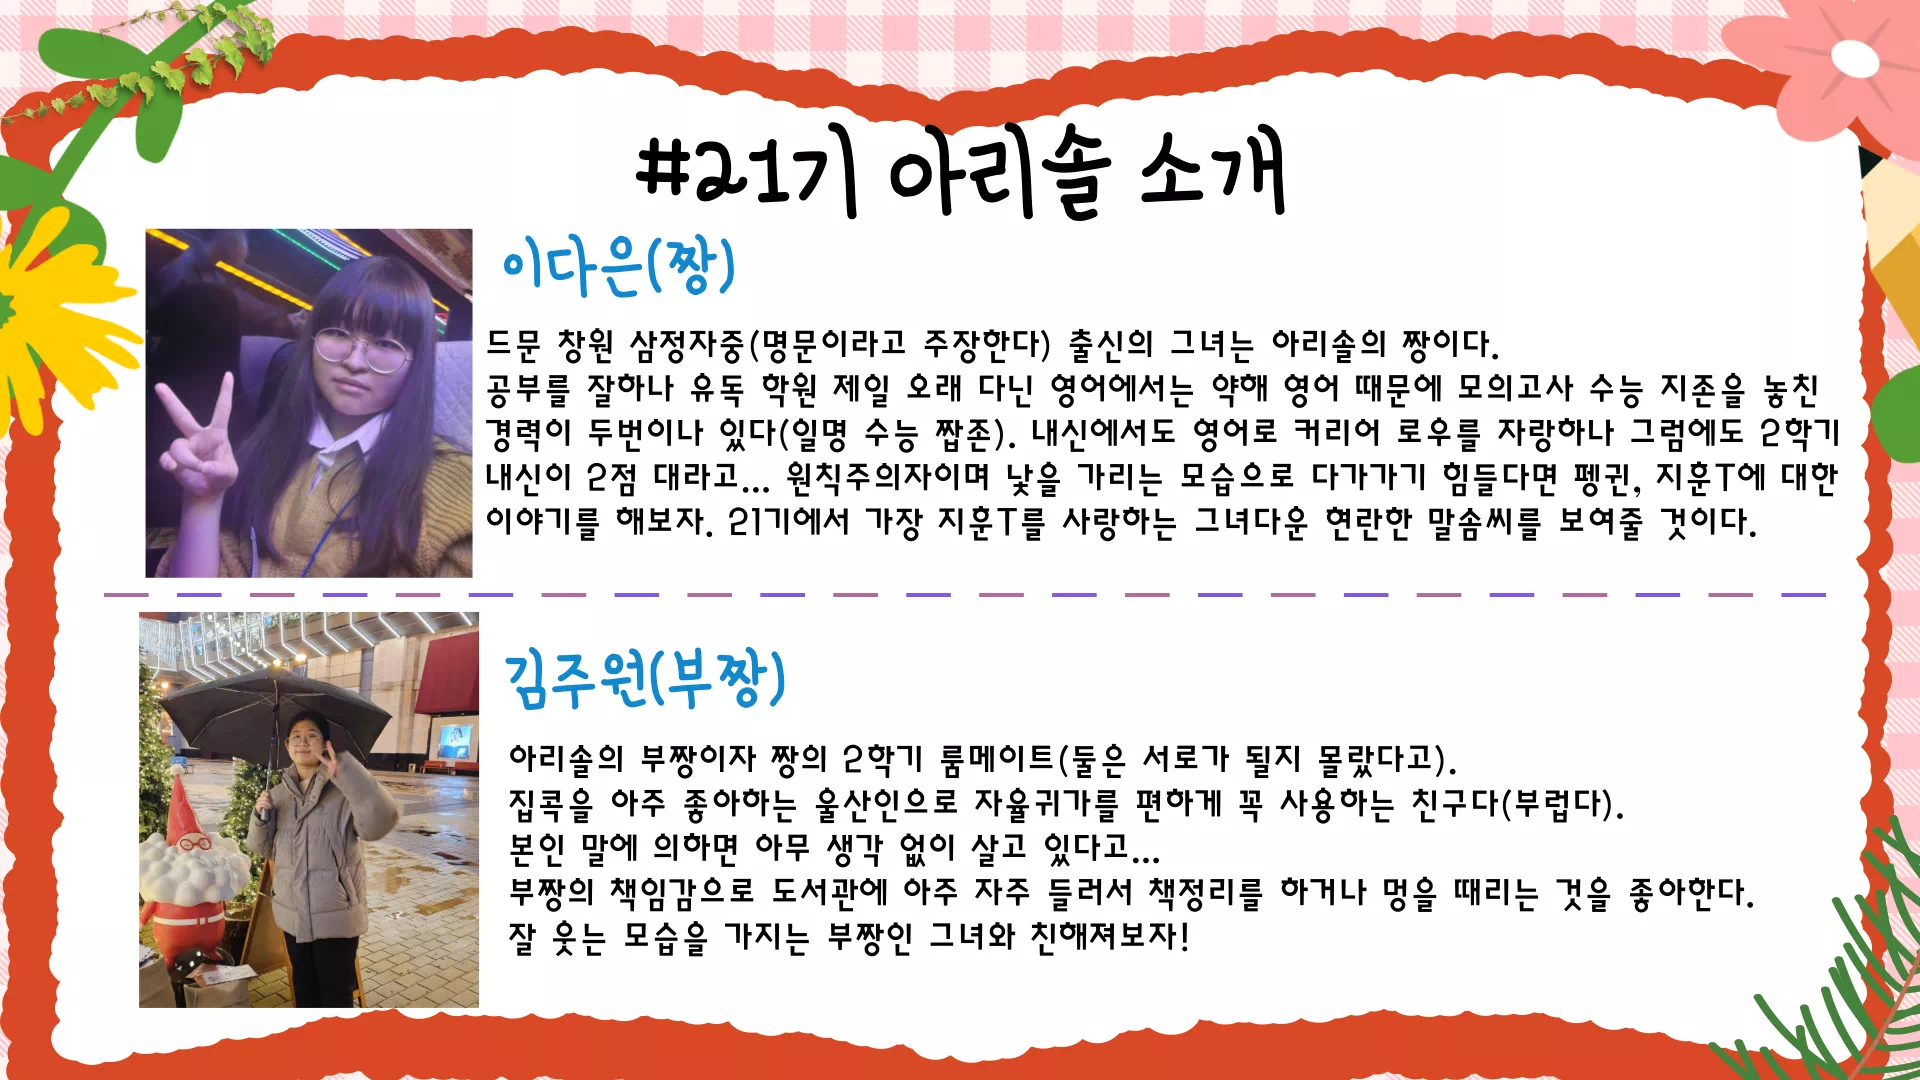 #21기 아리솔 소개
이다은(짱)
드문 창원 삼정자중(명문이라고 주장한다) 출신의 그녀는 아리솔의 짱이다.
공부를 잘하나 유독 학원 제일 오래 다닌 영어에서는 약해 영어 때문에 모의고사 수능 지존을 놓친
경력이 두번이나 있다(일명 수능 짭존). 내신에서도 영어로 커리어 로우를 자랑하나 그럼에도 2학기
내신이 2점 대라고... 원칙주의자이며 낯을 가리는 모습으로 다가가기 힘들다면 펭귄, 지훈T에 대한
이야기를 해보자. 21기에서 가장 지훈T를 사랑하는 그녀다운 현란한 말솜씨를 보여줄 것이다.
김주원(부짱)
아리솔의 부짱이자 짱의 2학기 룸메이트(둘은 서로가 될지 몰랐다고).
집콕을 아주 좋아하는 울산인으로 자율귀가를 편하게 꼭 사용하는 친구다(부럽다).
본인 말에 의하면 아무 생각 없이 살고 있다고...
부짱의 책임감으로 도서관에 아주 자주 들러서 책정리를 하거나 멍을 때리는 것을 좋아한다.
잘 웃는 모습을 가지는 부짱인 그녀와 친해져보자!